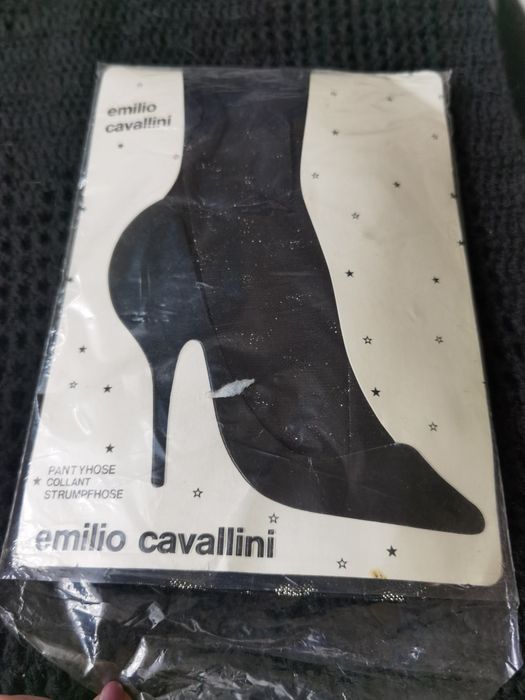 emilio
cavallini
PANTYHOSE
COLLANT
STRUMPFHOSE
emilio cavallini